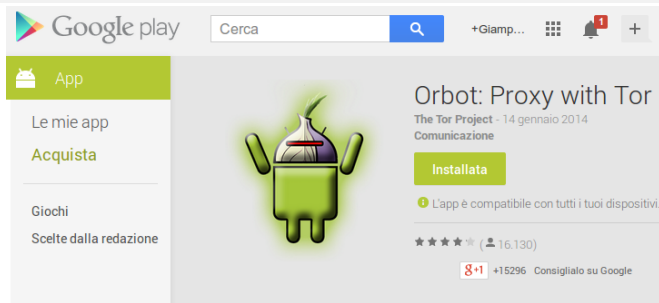 Google play
Cerca
+Giamp...
1
+
App
Le mie app
Acquista
Giochi
Scelte dalla redazione
Orbot: Proxy with Tor
The Tor Project - 14 gennaio 2014
Comunicazione
Installata
L'app è compatibile con tutti i tuoi dispositivi.
(16.130)
g+1 +15296 Consiglialo su Google